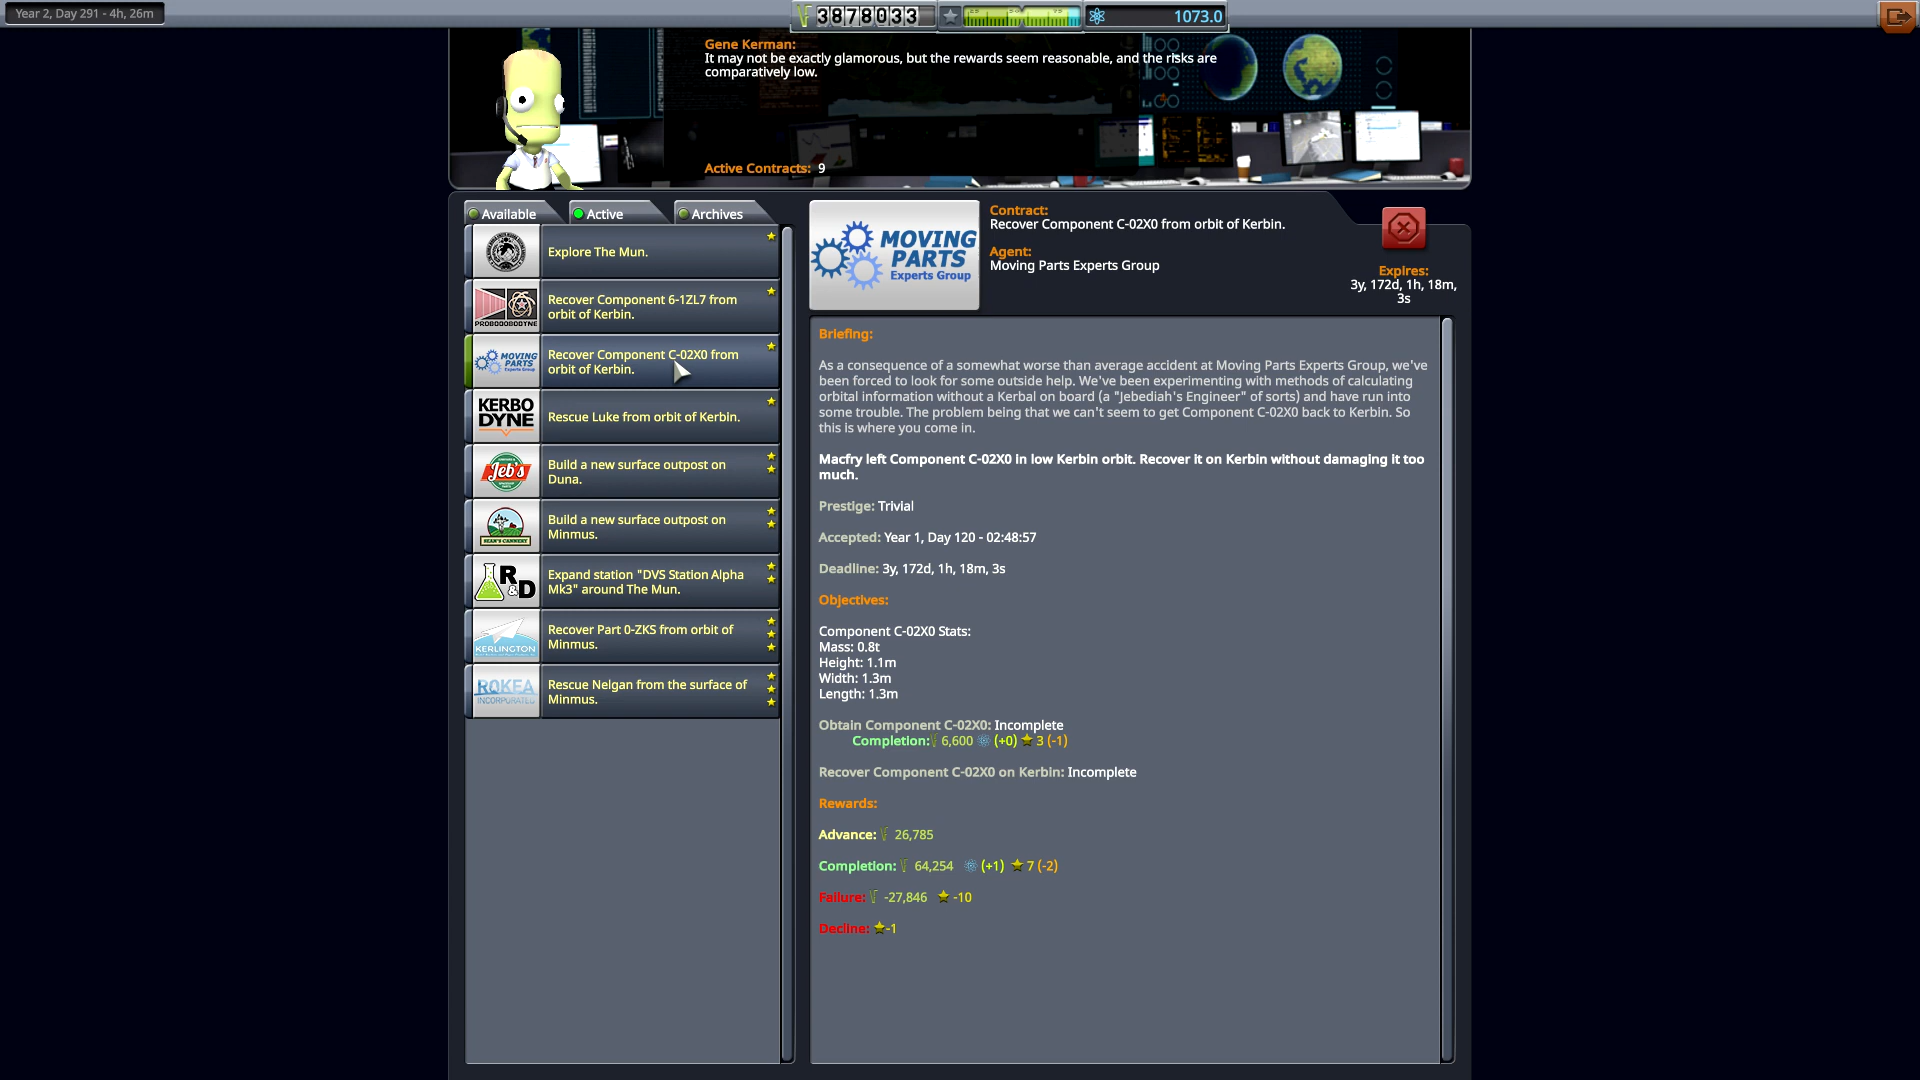 Year 2, Day 291 - 4h, 26m
3878033
1073.0
Gene Kerman:
It may not be exactly glamorous, but the rewards seem reasonable, and the risks are
comparatively low.
Active Contracts: 9
Available
Active
Archives
Explore The Mun.
PROBODOBODYNE
Recover Component 6-1ZL7 from
orbit of Kerbin.
MOVING
PARTS
Experts Group
Recover Component C-02X0 from
orbit of Kerbin.
KERBO
DYNE
Rescue Luke from orbit of Kerbin.
Jeb's
Build a new surface outpost on
Duna.
SEAN'S CANNERY
Build a new surface outpost on
Minmus.
R&D
Expand station "DVS Station Alpha
Mk3" around The Mun.
KERLINGTON
Recover Part 0-ZKS from orbit of
Minmus.
ROKEA
INCORPORATED
Rescue Nelgan from the surface of
Minmus.
MOVING
PARTS
Experts Group
Contract:
Recover Component C-02X0 from orbit of Kerbin.
Agent:
Moving Parts Experts Group
Expires:
3y, 172d, 1h, 18m,
3s
Briefing:
As a consequence of a somewhat worse than average accident at Moving Parts Experts Group, we've
been forced to look for some outside help. We've been experimenting with methods of calculating
orbital information without a Kerbal on board (a "Jebediah's Engineer" of sorts) and have run into
some trouble. The problem being that we can't seem to get Component C-02X0 back to Kerbin. So
this is where you come in.
Macfry left Component C-02X0 in low Kerbin orbit. Recover it on Kerbin without damaging it too
much.
Prestige: Trivial
Accepted: Year 1, Day 120 - 02:48:57
Deadline: 3y, 172d, 1h, 18m, 3s
Objectives:
Component C-02X0 Stats:
Mass: 0.8t
Height: 1.1m
Width: 1.3m
Length: 1.3m
Obtain Component C-02X0: Incomplete
Completion: 6,600 (+0) 3 (-1)
Recover Component C-02X0 on Kerbin: Incomplete
Rewards:
Advance: 26,785
Completion: 64,254 (+1) 7 (-2)
Failure: -27,846 -10
Decline: -1